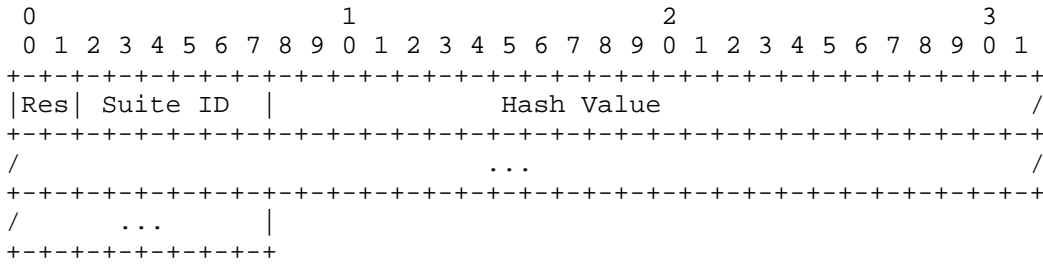 0                   1                   2                   3
 0 1 2 3 4 5 6 7 8 9 0 1 2 3 4 5 6 7 8 9 0 1 2 3 4 5 6 7 8 9 0 1
+-+-+-+-+-+-+-+-+-+-+-+-+-+-+-+-+-+-+-+-+-+-+-+-+-+-+-+-+-+-+-+-+
|Res| Suite ID  |              Hash Value                       /
+-+-+-+-+-+-+-+-+-+-+-+-+-+-+-+-+-+-+-+-+-+-+-+-+-+-+-+-+-+-+-+-+
/                             ...                               /
+-+-+-+-+-+-+-+-+-+-+-+-+-+-+-+-+-+-+-+-+-+-+-+-+-+-+-+-+-+-+-+-+
/      ...      |
+-+-+-+-+-+-+-+-+